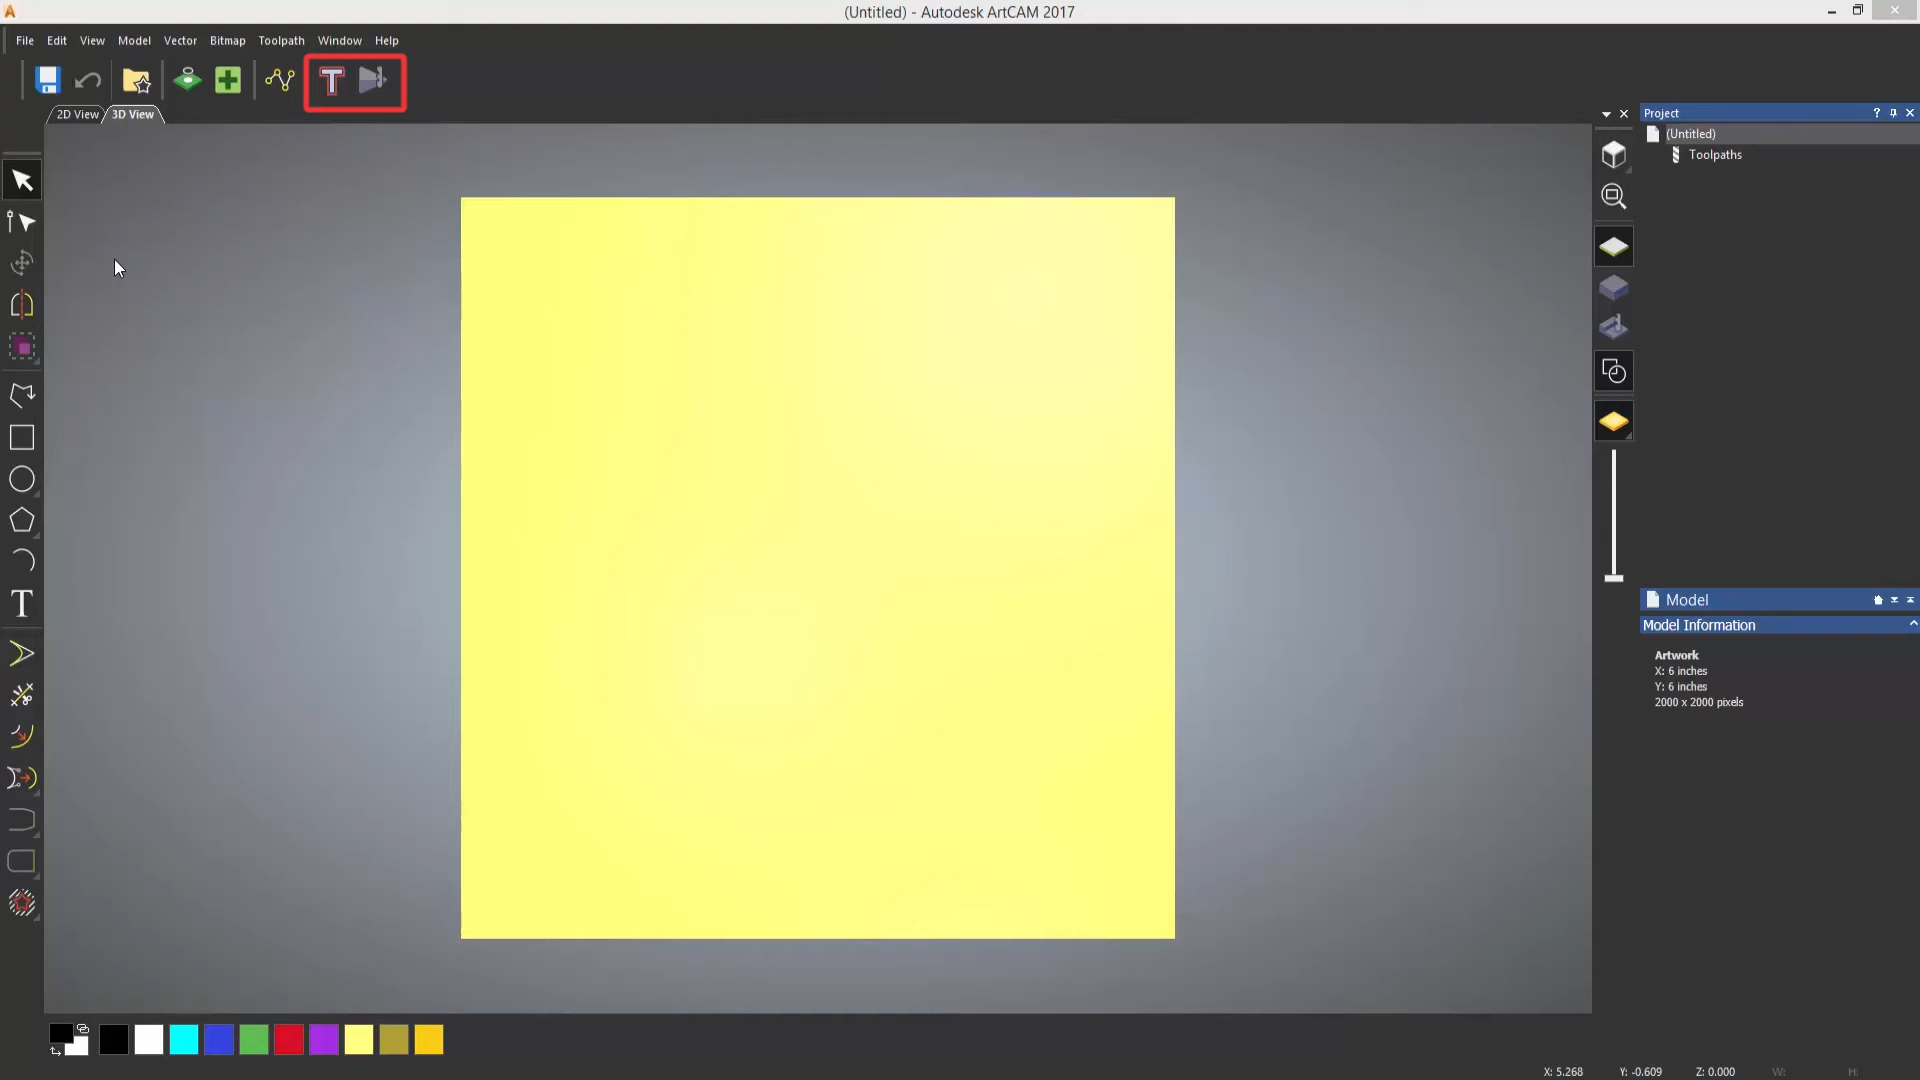 (Untitled) - Autodesk ArtCAM 2017
File Edit View Model Vector Bitmap Toolpath Window Help
2D View 3D View
Project
(Untitled)
Toolpaths
Model
Model Information
Artwork
X: 6 inches
Y: 6 inches
2000 x 2000 pixels
X: 5.268 Y: -0.609 Z: 0.000 W: H: